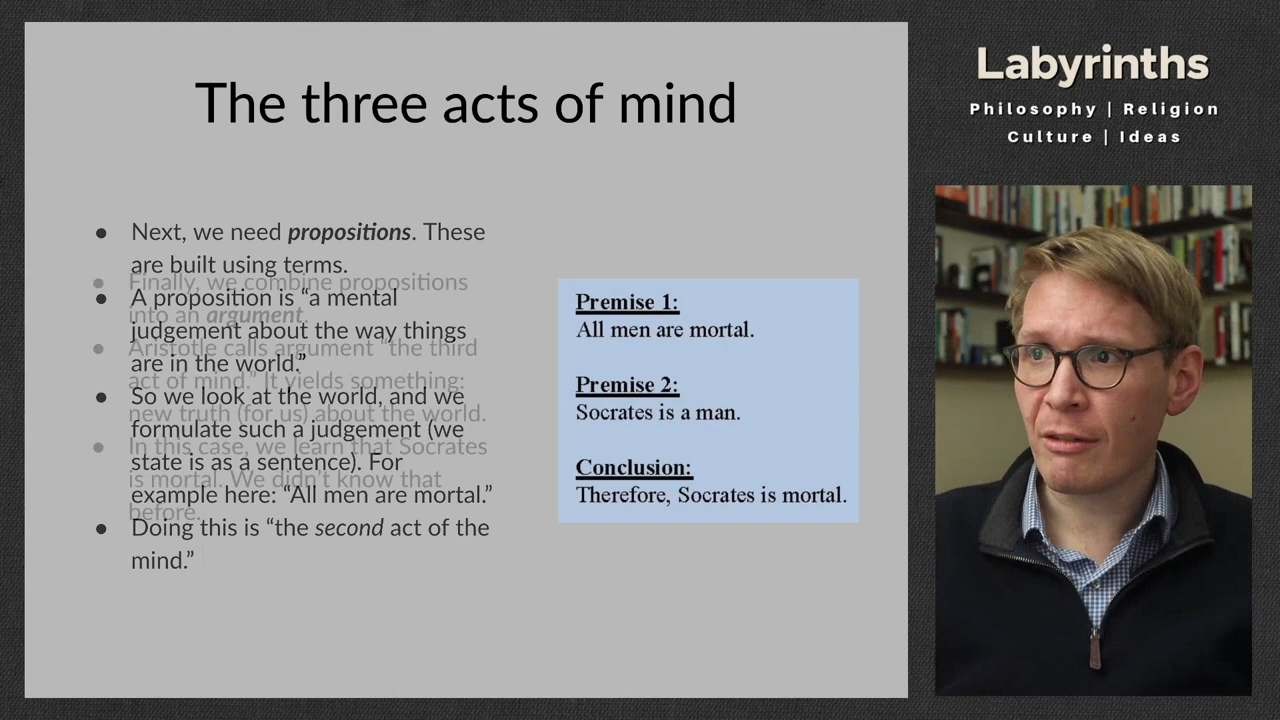 The three acts of mind
Next, we need propositions. These
are built using terms.
A proposition is “a mental
judgement about the way things
are in the world.”
So we look at the world, and we
formulate such a judgement (we
state is as a sentence). For
example here: “All men are mortal.”
Doing this is “the second act of the
mind.”
Finally, we combine propositions
into an argument.
Aristotle calls argument “the third
act of mind.” It yields something:
new truth (for us) about the world.
In this case, we learn that Socrates
is mortal. We didn’t know that
before.
Premise 1:
All men are mortal.
Premise 2:
Socrates is a man.
Conclusion:
Therefore, Socrates is mortal.
Labyrinths
Philosophy | Religion
Culture | Ideas